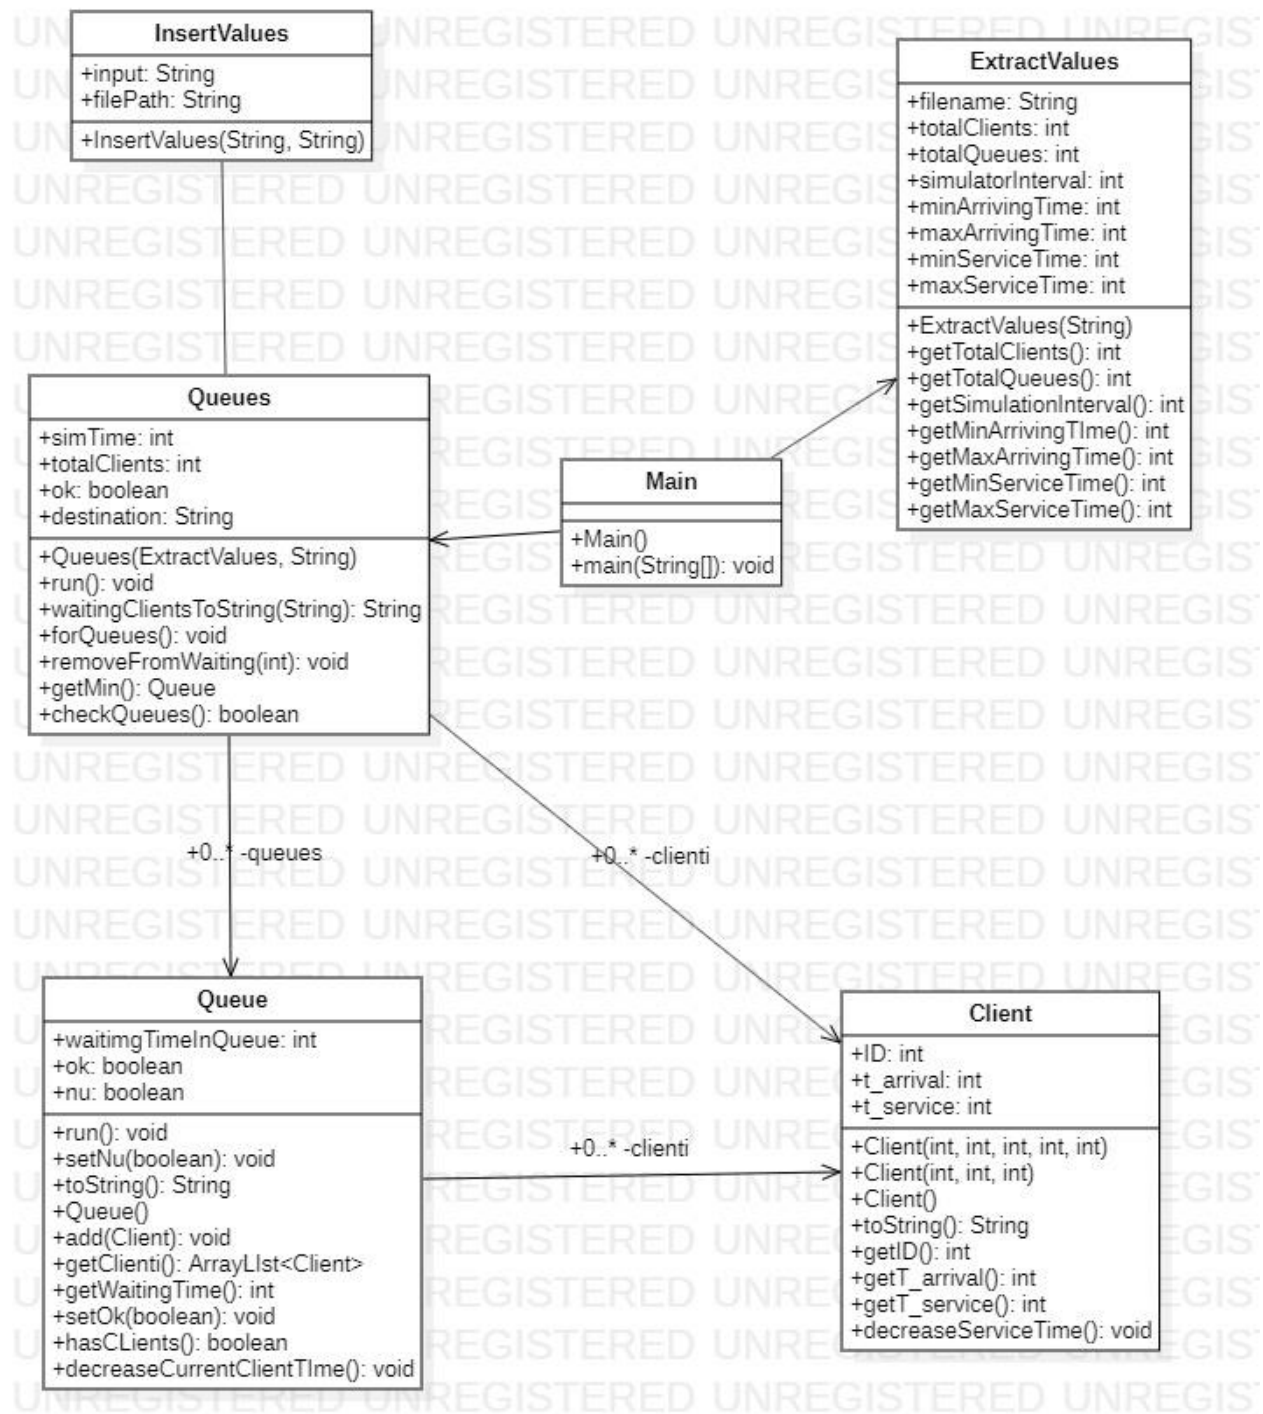 InsertValues
+input: String
+filePath: String
+InsertValues(String, String)
ExtractValues
+filename: String
+totalClients: int
+totalQueues: int
+simulatorInterval: int
+minArrivingTime: int
+maxArrivingTime: int
+minServiceTime: int
+maxServiceTime: int
+ExtractValues(String)
+getTotalClients(): int
+getTotalQueues(): int
+getSimulationInterval(): int
+getMinArrivingTIme(): int
+getMaxArrivingTime(): int
+getMinServiceTime(): int
+getMaxServiceTime(): int
Queues
+simTime: int
+totalClients: int
+ok: boolean
+destination: String
+Queues(ExtractValues, String)
+run(): void
+waitingClientsToString(String): String
+forQueues(): void
+removeFromWaiting(int): void
+getMin(): Queue
+checkQueues(): boolean
Main
+Main()
+main(String[]): void
+0..* -queues
+0..* -clienti
Queue
+waitimgTimeInQueue: int
+ok: boolean
+nu: boolean
+run(): void
+setNu(boolean): void
+toString(): String
+Queue()
+add(Client): void
+getClienti(): ArrayLIst<Client>
+getWaitingTime(): int
+setOk(boolean): void
+hasCLients(): boolean
+decreaseCurrentClientTIme(): void
+0..* -clienti
Client
+ID: int
+t_arrival: int
+t_service: int
+Client(int, int, int, int, int)
+Client(int, int, int)
+Client()
+toString(): String
+getID(): int
+getT_arrival(): int
+getT_service(): int
+decreaseServiceTime(): void
UNREGISTERED